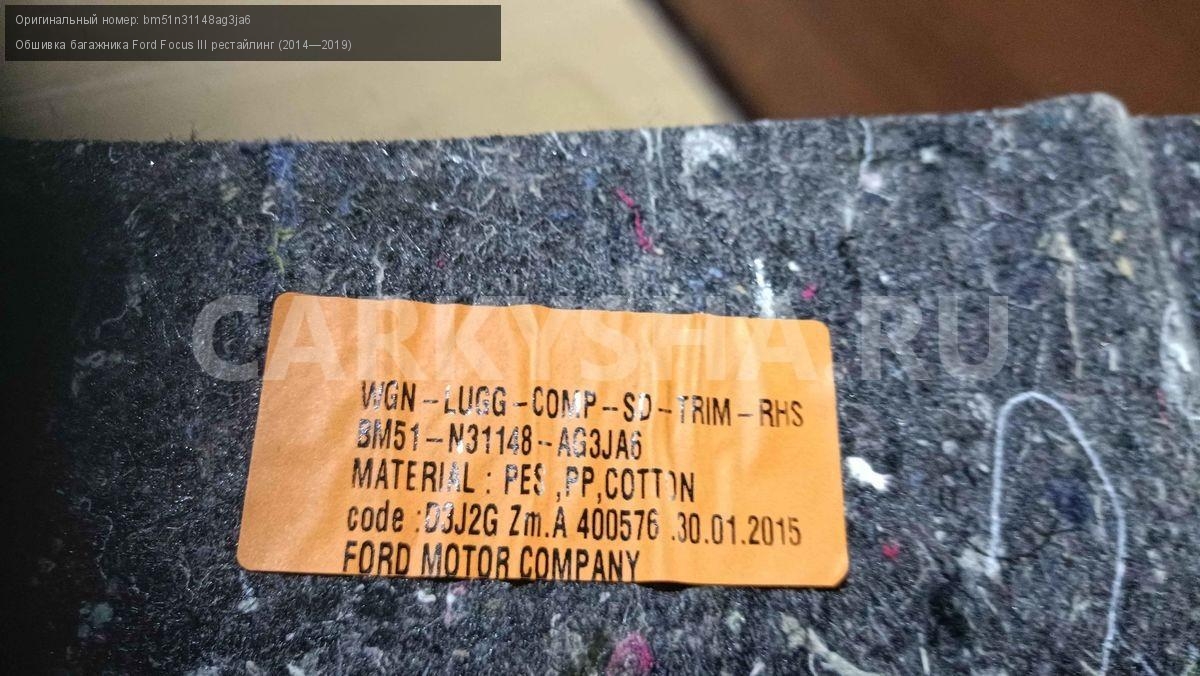 Оригинальный номер: bm51n31148ag3ja6
Обшивка багажника Ford Focus III рестайлинг (2014—2019)
CARKYSHA.RU
WGN-LUGG-COMP-SD-TRIM-RHS
BM51-N31148-AG3JA6
MATERIAL : PES ,PP,COTTON
code :D3J2G Zm.A 400576 .30.01.2015
FORD MOTOR COMPANY